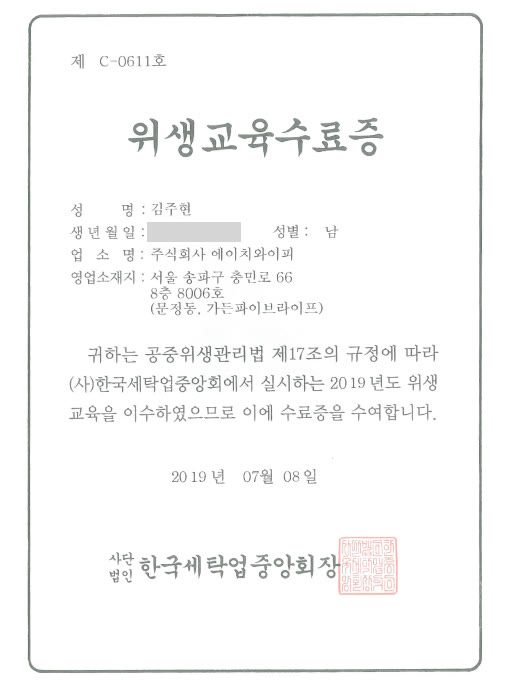 제 C-0611호
위생교육수료증
성 명 : 김주현
생년월일 : 성별 : 남
업 소 명 : 주식회사 에이치와이피
영업소재지 : 서울 송파구 충민로 66
8층 8006호
(문정동, 가든파이브라이프)
귀하는 공중위생관리법 제17조의 규정에 따라
(사)한국세탁업중앙회에서 실시하는 2019년도 위생
교육을 이수하였으므로 이에 수료증을 수여합니다.
2019년 07월 08일
사단법인 한국세탁업중앙회장